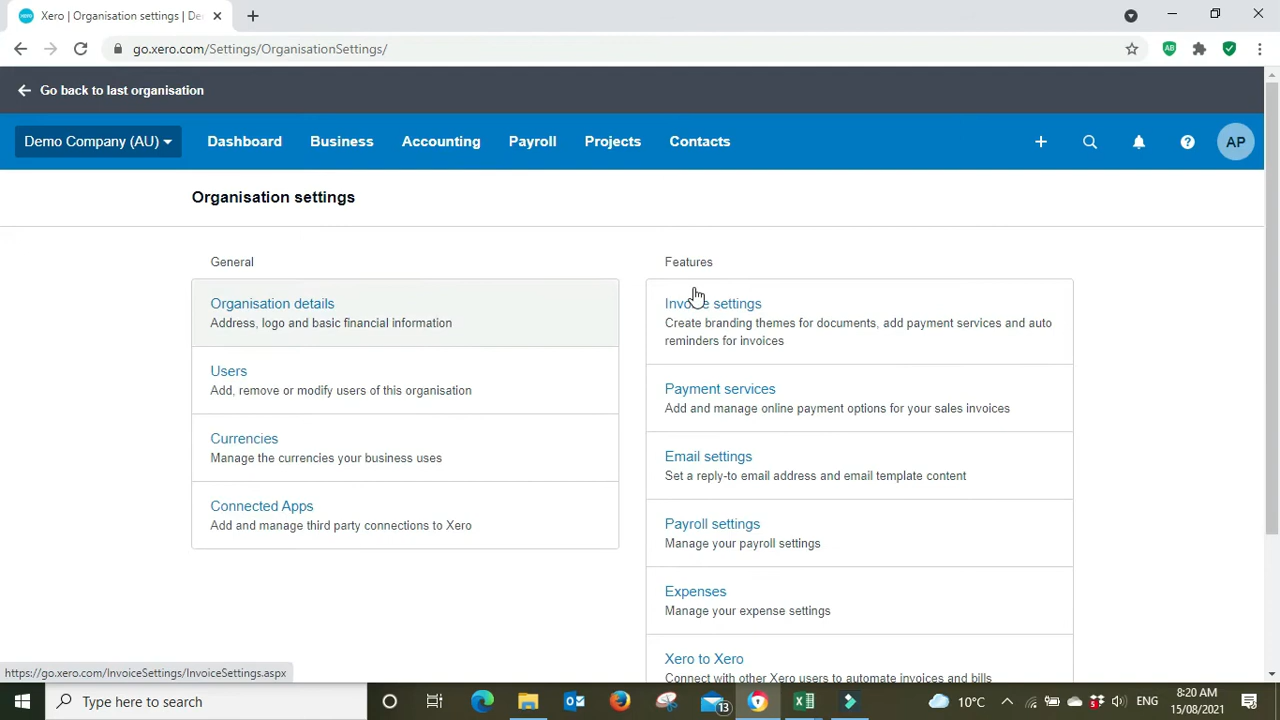 Xero | Organisation settings | De
go.xero.com/Settings/OrganisationSettings/
Go back to last organisation
Demo Company (AU) Dashboard Business Accounting Payroll Projects Contacts AP
Organisation settings
General
Organisation details
Address, logo and basic financial information
Users
Add, remove or modify users of this organisation
Currencies
Manage the currencies your business uses
Connected Apps
Add and manage third party connections to Xero
Features
Invoice settings
Create branding themes for documents, add payment services and auto
reminders for invoices
Payment services
Add and manage online payment options for your sales invoices
Email settings
Set a reply-to email address and email template content
Payroll settings
Manage your payroll settings
Expenses
Manage your expense settings
Xero to Xero
Connect with other Xero users to automate invoices and bills
https://go.xero.com/InvoiceSettings/InvoiceSettings.aspx
Type here to search
13
10°C
ENG
8:20 AM
15/08/2021